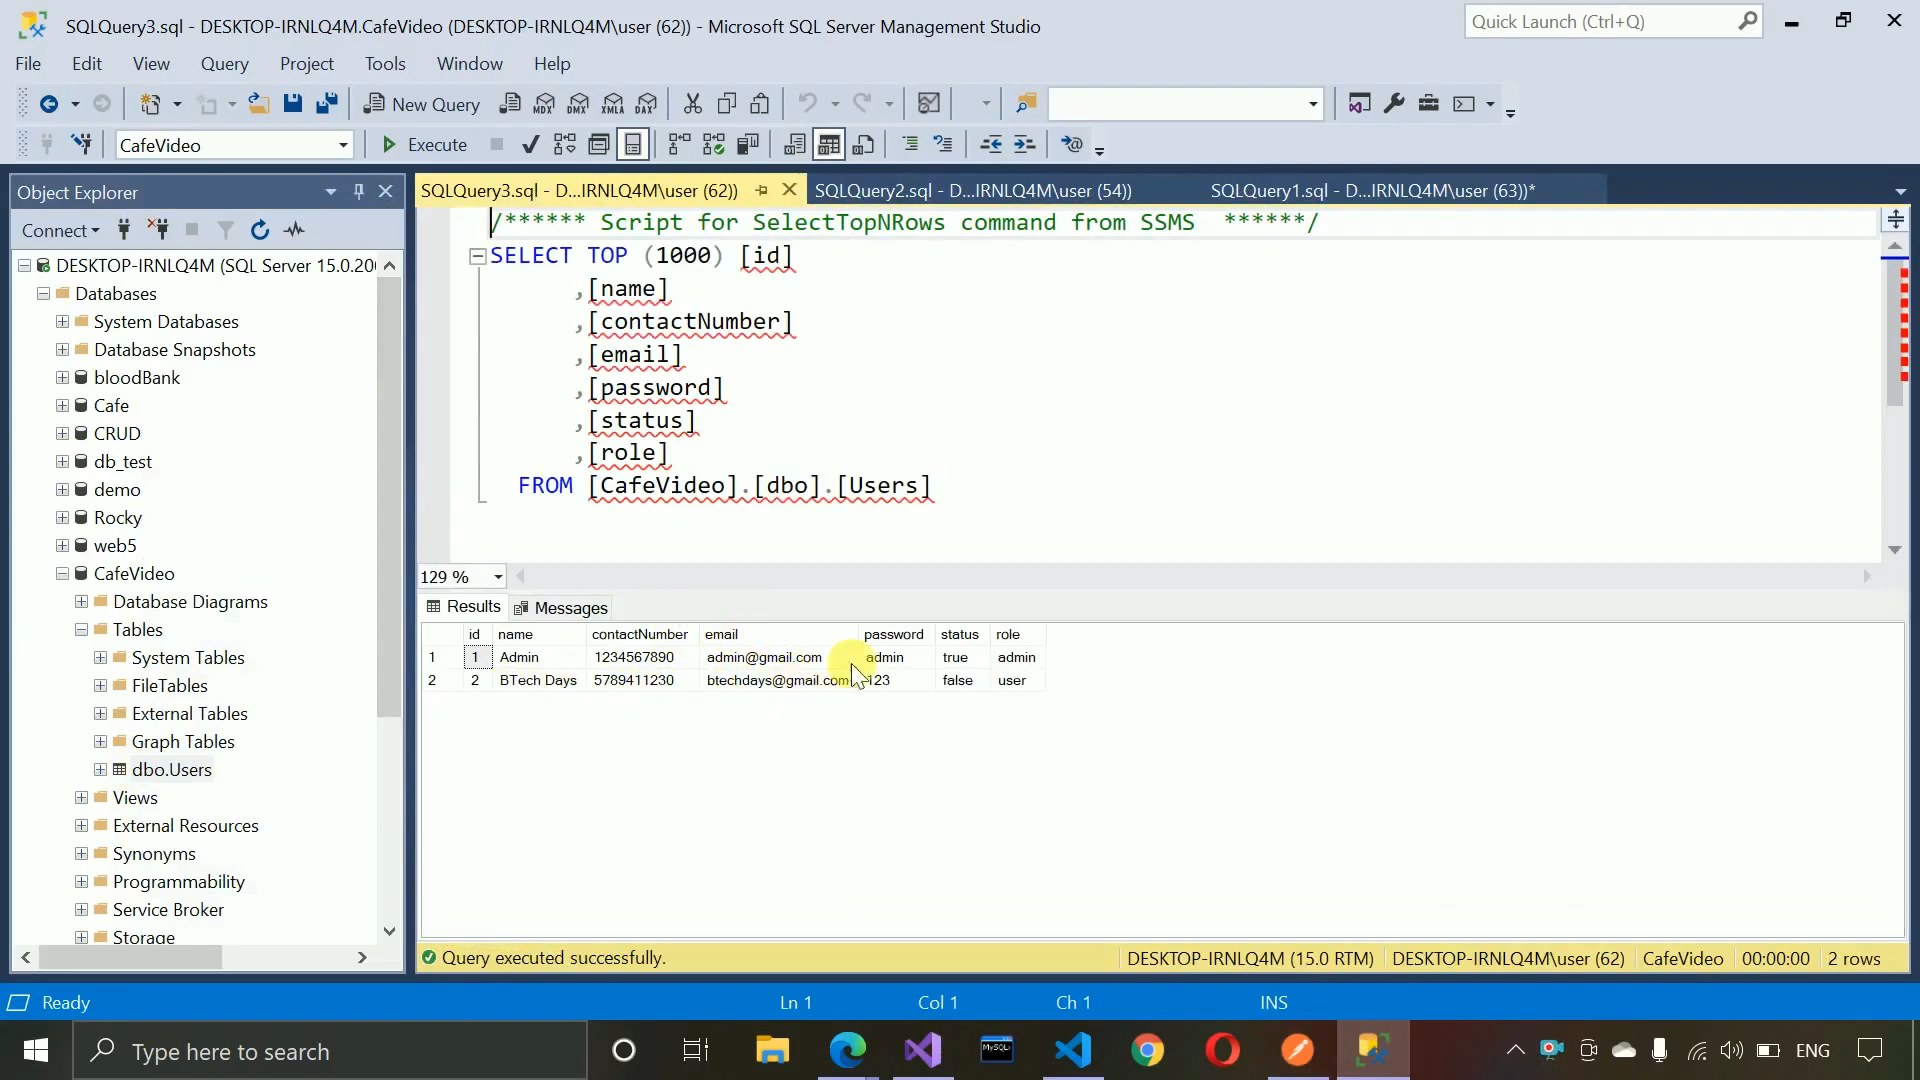 SQLQuery3.sql - DESKTOP-IRNLQ4M.CafeVideo (DESKTOP-IRNLQ4M\user (62)) - Microsoft SQL Server Management Studio
Quick Launch (Ctrl+Q)
File Edit View Query Project Tools Window Help
New Query
MDX DMX XMLA DAX
CafeVideo
Execute
Object Explorer
Connect
DESKTOP-IRNLQ4M (SQL Server 15.0.200
Databases
System Databases
Database Snapshots
bloodBank
Cafe
CRUD
db_test
demo
Rocky
web5
CafeVideo
Database Diagrams
Tables
System Tables
FileTables
External Tables
Graph Tables
dbo.Users
Views
External Resources
Synonyms
Programmability
Service Broker
Storage
SQLQuery3.sql - D...IRNLQ4M\user (62))
SQLQuery2.sql - D...IRNLQ4M\user (54))
SQLQuery1.sql - D...IRNLQ4M\user (63))*
/****** Script for SelectTopNRows command from SSMS ******/
SELECT TOP (1000) [id]
,[name]
,[contactNumber]
,[email]
,[password]
,[status]
,[role]
FROM [CafeVideo].[dbo].[Users]
129 %
Results Messages
id name contactNumber email password status role
1 1 Admin 1234567890 admin@gmail.com admin true admin
2 2 BTech Days 5789411230 btechdays@gmail.com 123 false user
Query executed successfully.
DESKTOP-IRNLQ4M (15.0 RTM) DESKTOP-IRNLQ4M\user (62) CafeVideo 00:00:00 2 rows
Ready Ln 1 Col 1 Ch 1 INS
Type here to search
MySQL
ENG